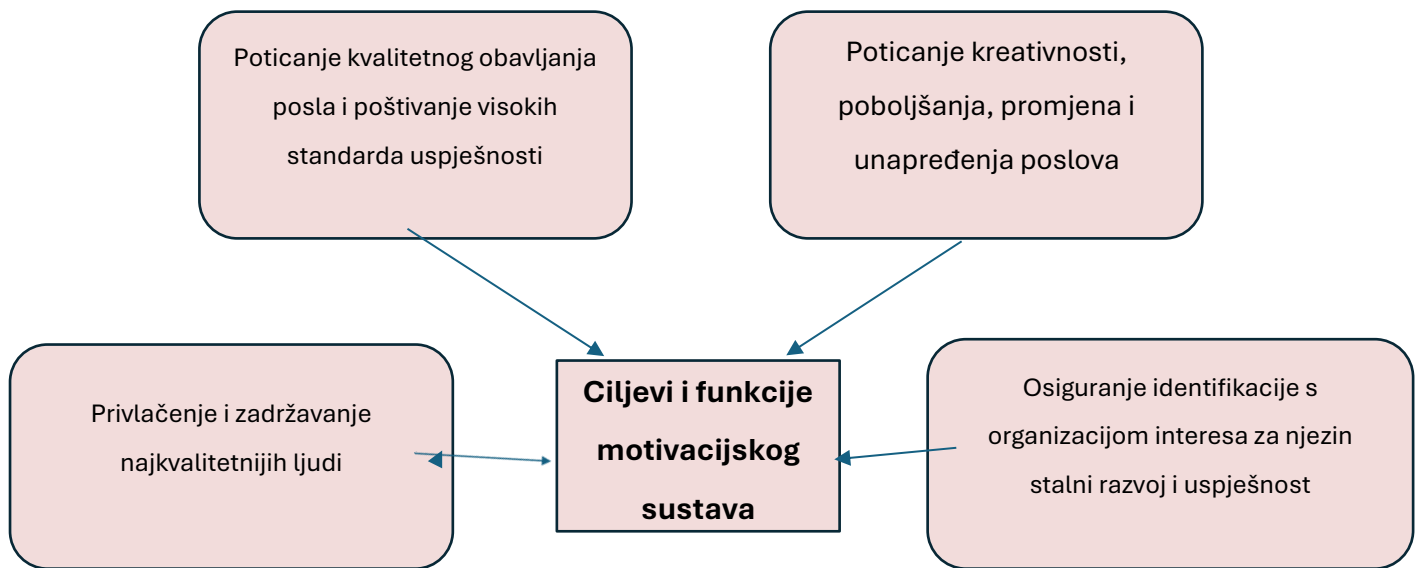 Poticanje kvalitetnog obavljanja
posla i poštivanje visokih
standarda uspješnosti
Poticanje kreativnosti,
poboljšanja, promjena i
unapređenja poslova
Privlačenje i zadržavanje
najkvalitetnijih ljudi
Ciljevi i funkcije
motivacijskog
sustava
Osiguranje identifikacije s
organizacijom interesa za njezin
stalni razvoj i uspješnost